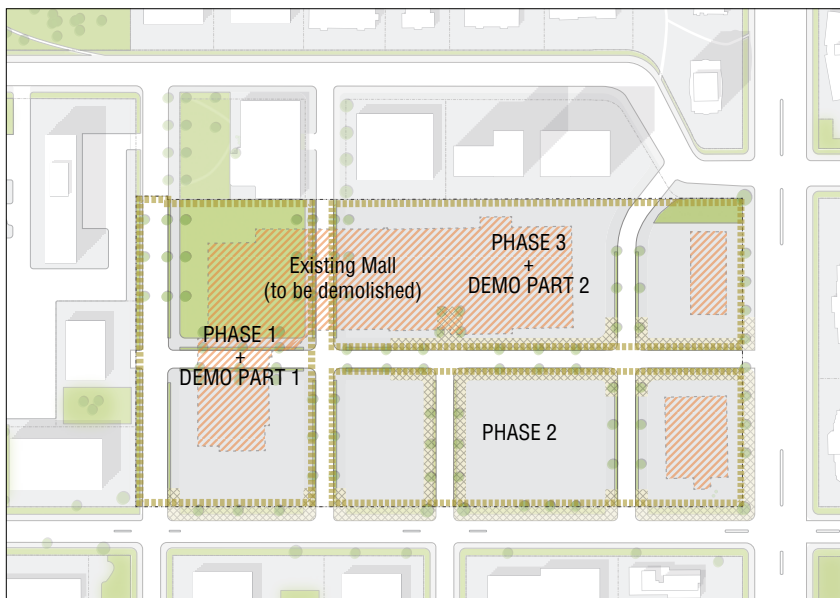 PHASE 3
+
DEMO PART 2
Existing Mall
(to be demolished)
PHASE 1
+
DEMO PART 1
PHASE 2